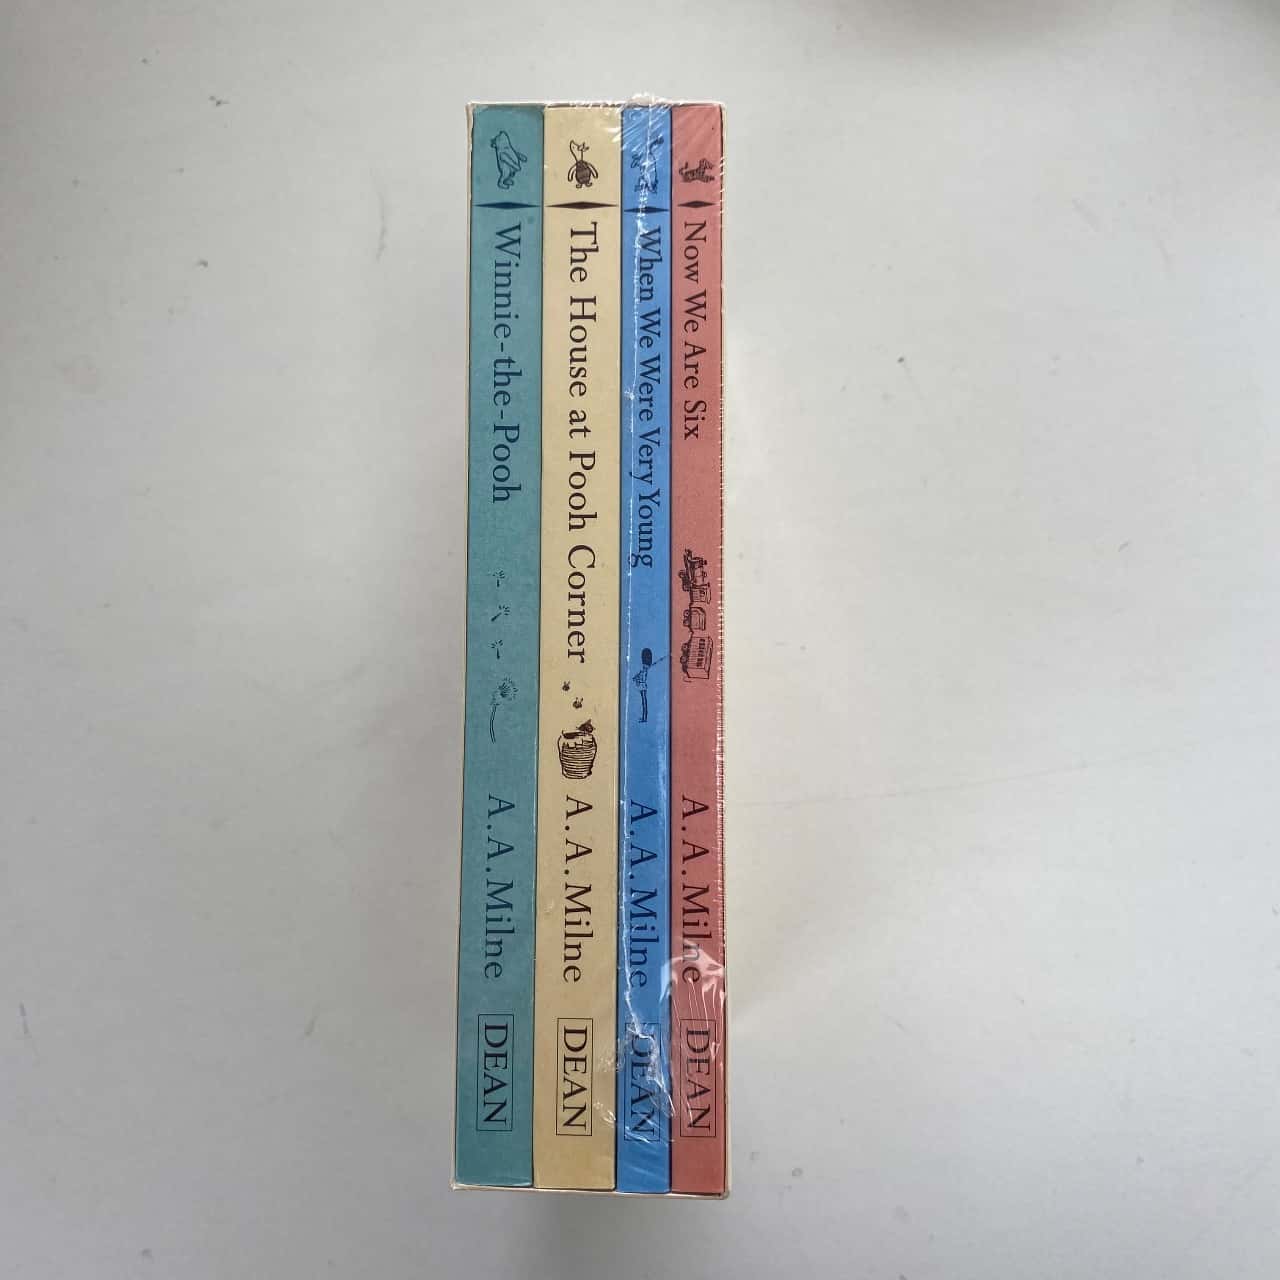 Winnie-the-Pooh
A. A. Milne
DEAN
The House at Pooh Corner
A. A. Milne
DEAN
When We Were Very Young
A. A. Milne
DEAN
Now We Are Six
A. A. Milne
DEAN